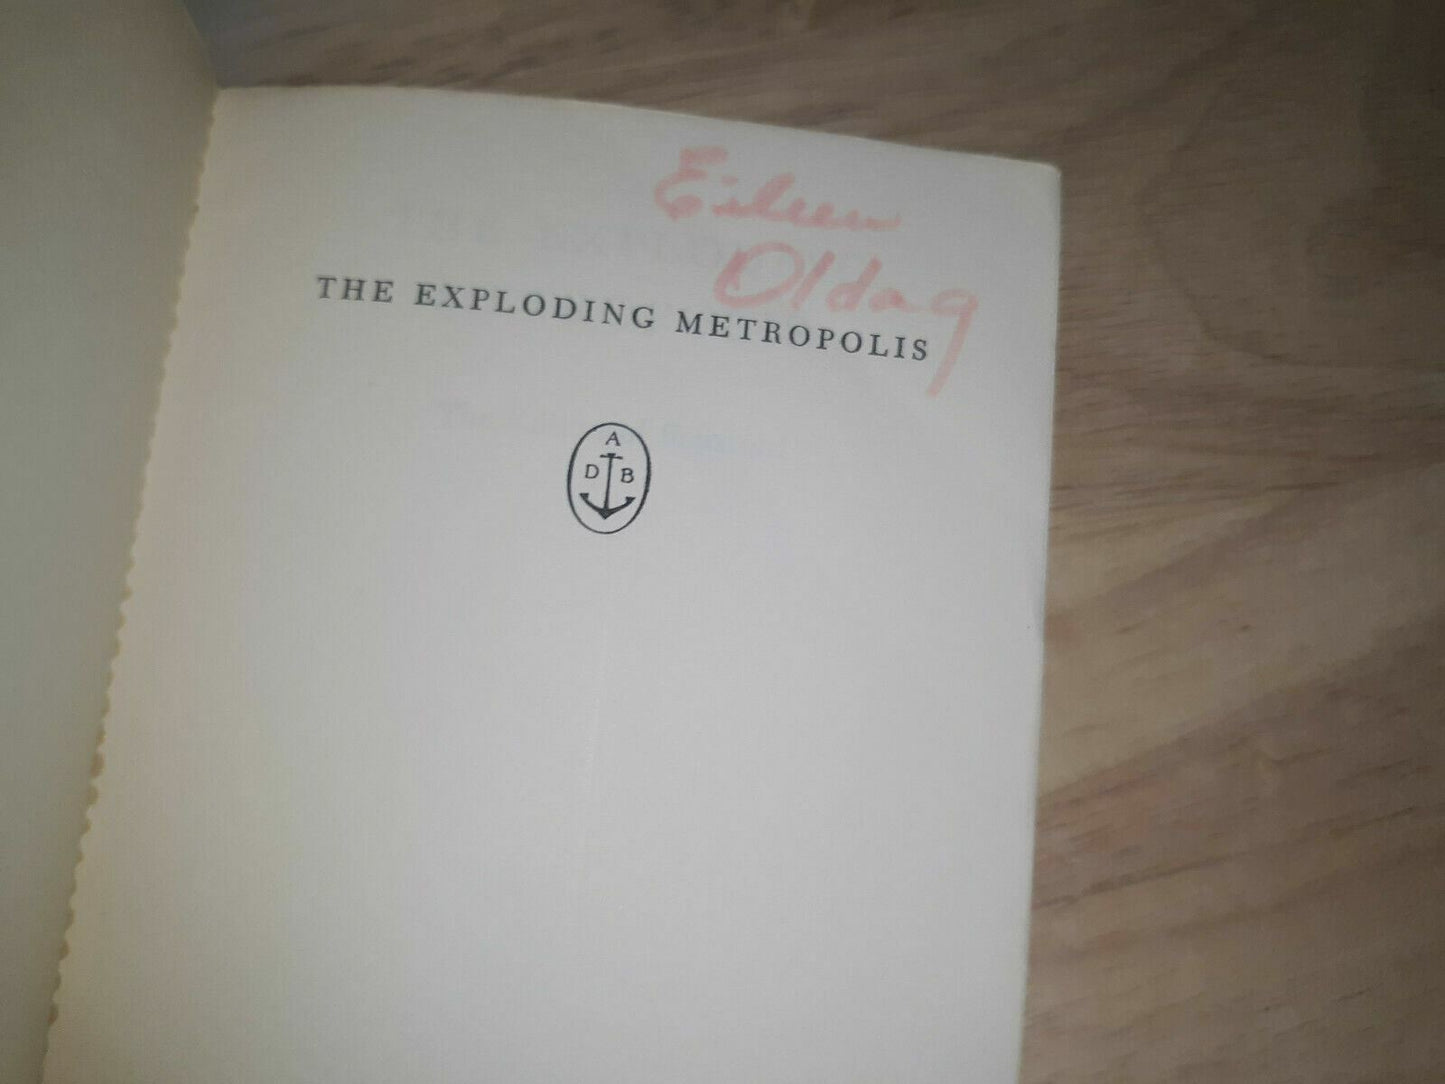 Eileen
Oldag
THE EXPLODING METROPOLIS
A
D B